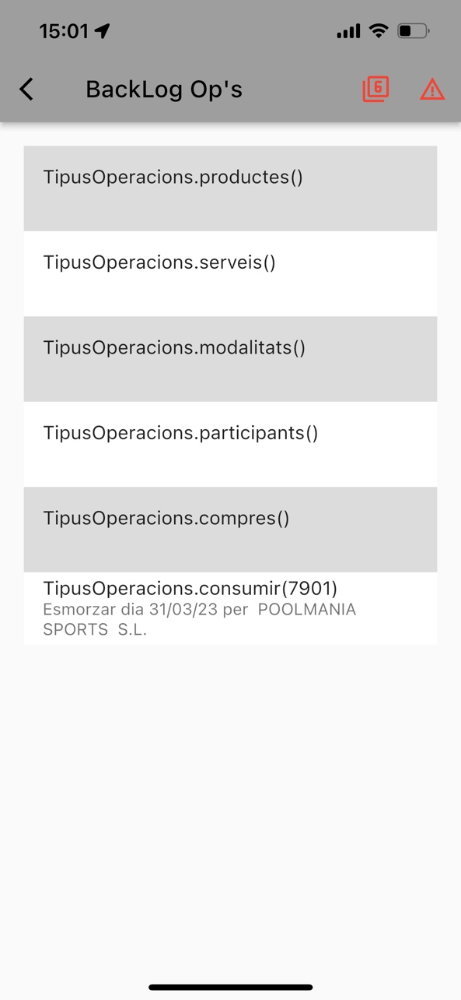 15:01
BackLog Op's
6
TipusOperacions.productes()
TipusOperacions.serveis()
TipusOperacions.modalitats()
TipusOperacions.participants()
TipusOperacions.compres()
TipusOperacions.consumir(7901)
Esmorzar dia 31/03/23 per  POOLMANIA
SPORTS  S.L.